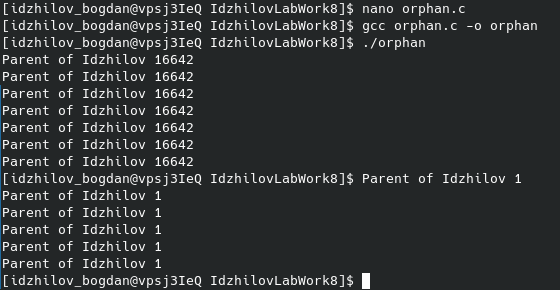 [idzhilov_bogdan@vpsj3IeQ IdzhilovLabWork8]$ nano orphan.c
[idzhilov_bogdan@vpsj3IeQ IdzhilovLabWork8]$ gcc orphan.c -o orphan
[idzhilov_bogdan@vpsj3IeQ IdzhilovLabWork8]$ ./orphan
Parent of Idzhilov 16642
Parent of Idzhilov 16642
Parent of Idzhilov 16642
Parent of Idzhilov 16642
Parent of Idzhilov 16642
Parent of Idzhilov 16642
Parent of Idzhilov 16642
[idzhilov_bogdan@vpsj3IeQ IdzhilovLabWork8]$ Parent of Idzhilov 1
Parent of Idzhilov 1
Parent of Idzhilov 1
Parent of Idzhilov 1
Parent of Idzhilov 1
Parent of Idzhilov 1
[idzhilov_bogdan@vpsj3IeQ IdzhilovLabWork8]$